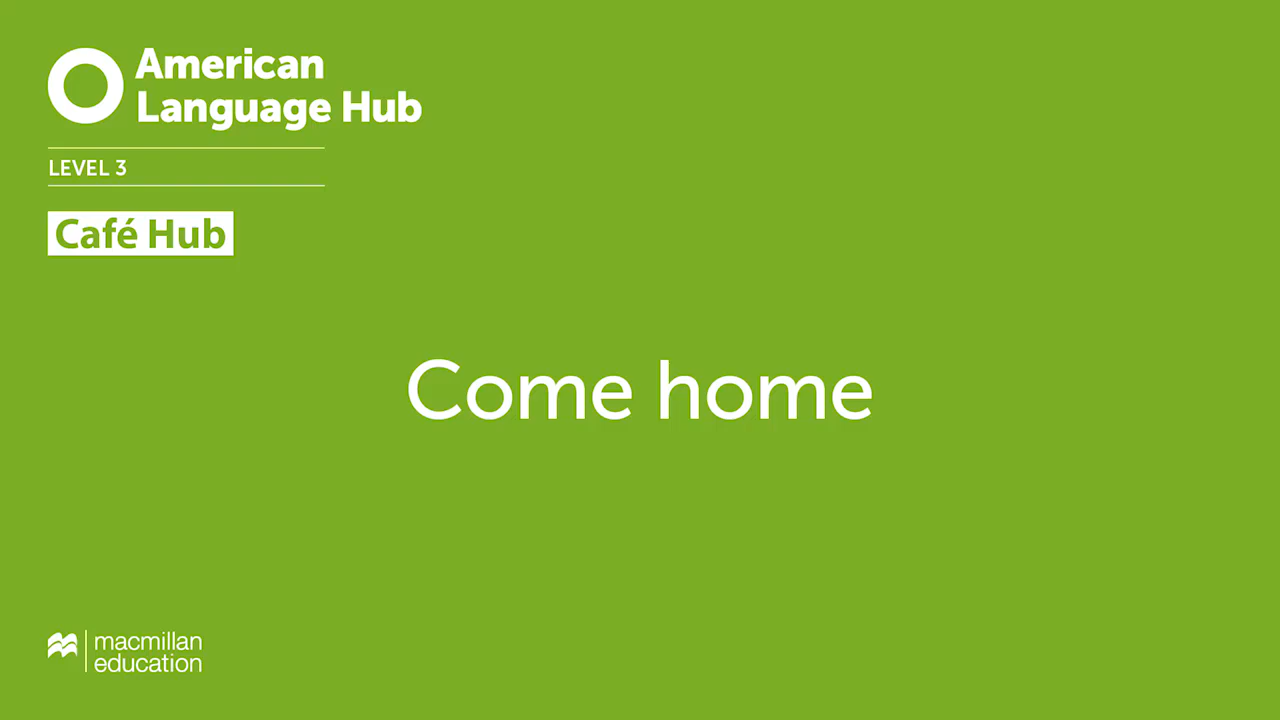 American
Language Hub
LEVEL 3
Café Hub
Come home
macmillan
education